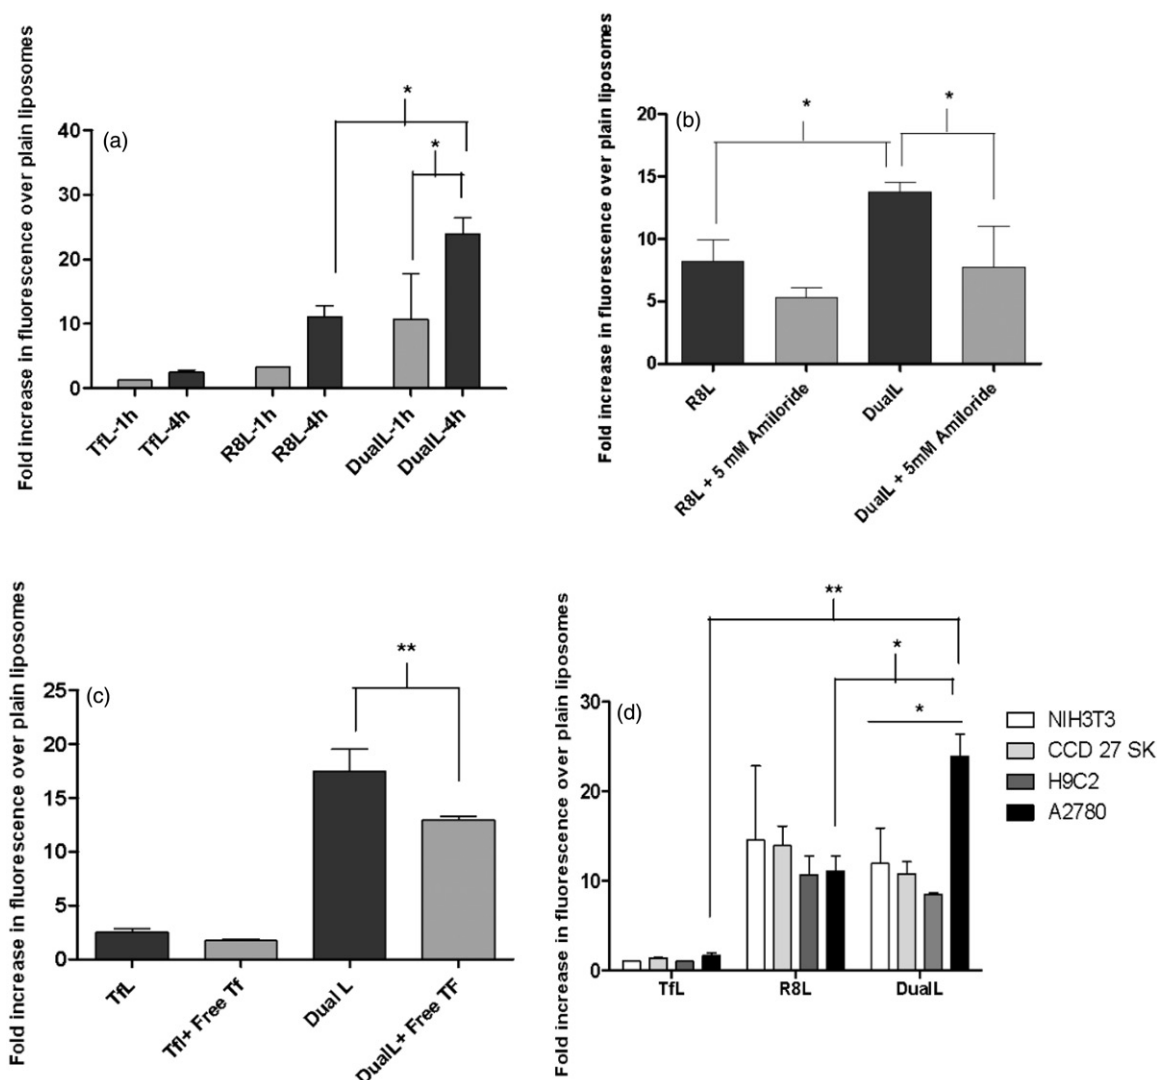 Fold increase in fluorescence over plain liposomes
(a)
*
*
40
30
20
10
0
TfL-1h
TfL-4h
R8L-1h
R8L-4h
DualL-1h
DualL-4h
Fold increase in fluorescence over plain liposomes
(b)
*
*
20
15
10
5
0
R8L
R8L + 5 mM Amiloride
DualL
DualL + 5mM Amiloride
Fold increase in fluorescence over plain liposomes
(c)
**
25
20
15
10
5
0
TfL
Tfl+ Free Tf
Dual L
DualL+ Free TF
Fold increase in fluorescence over plain liposomes
(d)
**
*
*
30
20
10
0
TfL
R8L
DualL
NIH3T3
CCD 27 SK
H9C2
A2780